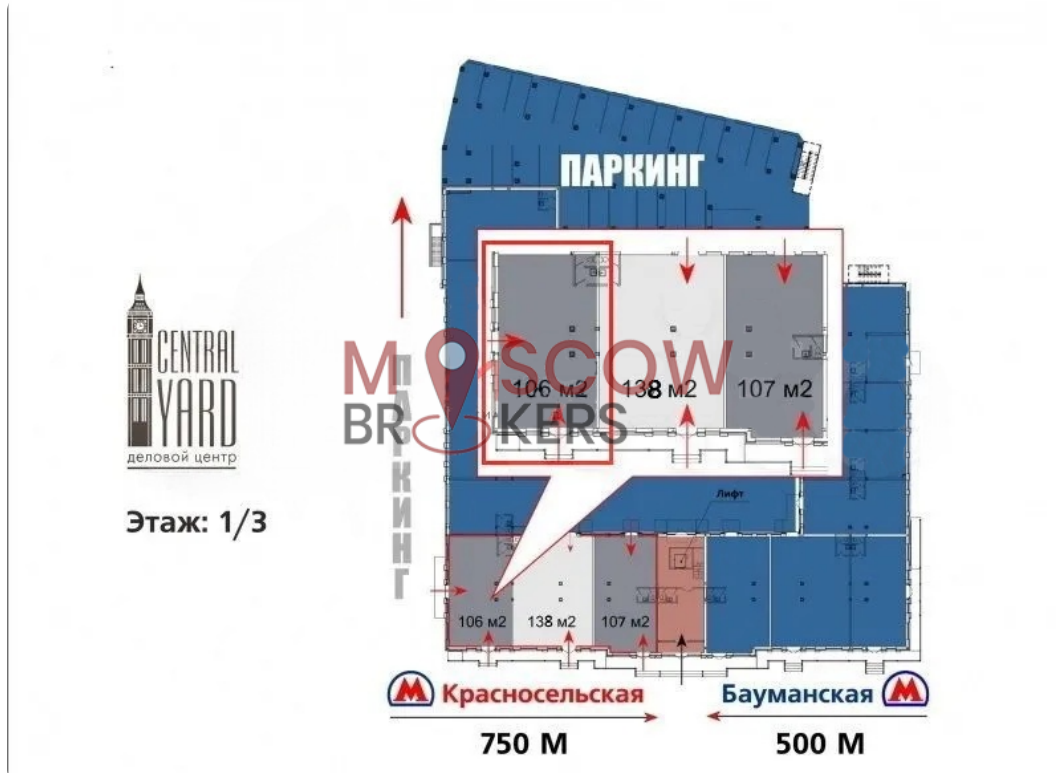 ПАРКИНГ
CENTRAL
YARD
деловой центр
Этаж: 1/3
ПАРКИНГ
106 м2
138 м2
107 м2
MOSCOW
BROKERS
Лифт
106 м2
138 м2
107 м2
М Красносельская
Бауманская М
750 М
500 М